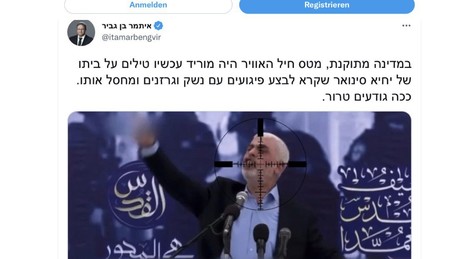 Anmelden
Registrieren
איתמר בן גביר
@itamarbengvir
במדינה מתוקנת, מטס חיל האוויר היה מוריד עכשיו טילים על ביתו
של יחיא סינואר שקרא לבצע פיגועים עם נשק וגרזנים ומחסל אותו.
ככה גודעים טרור.
القدس